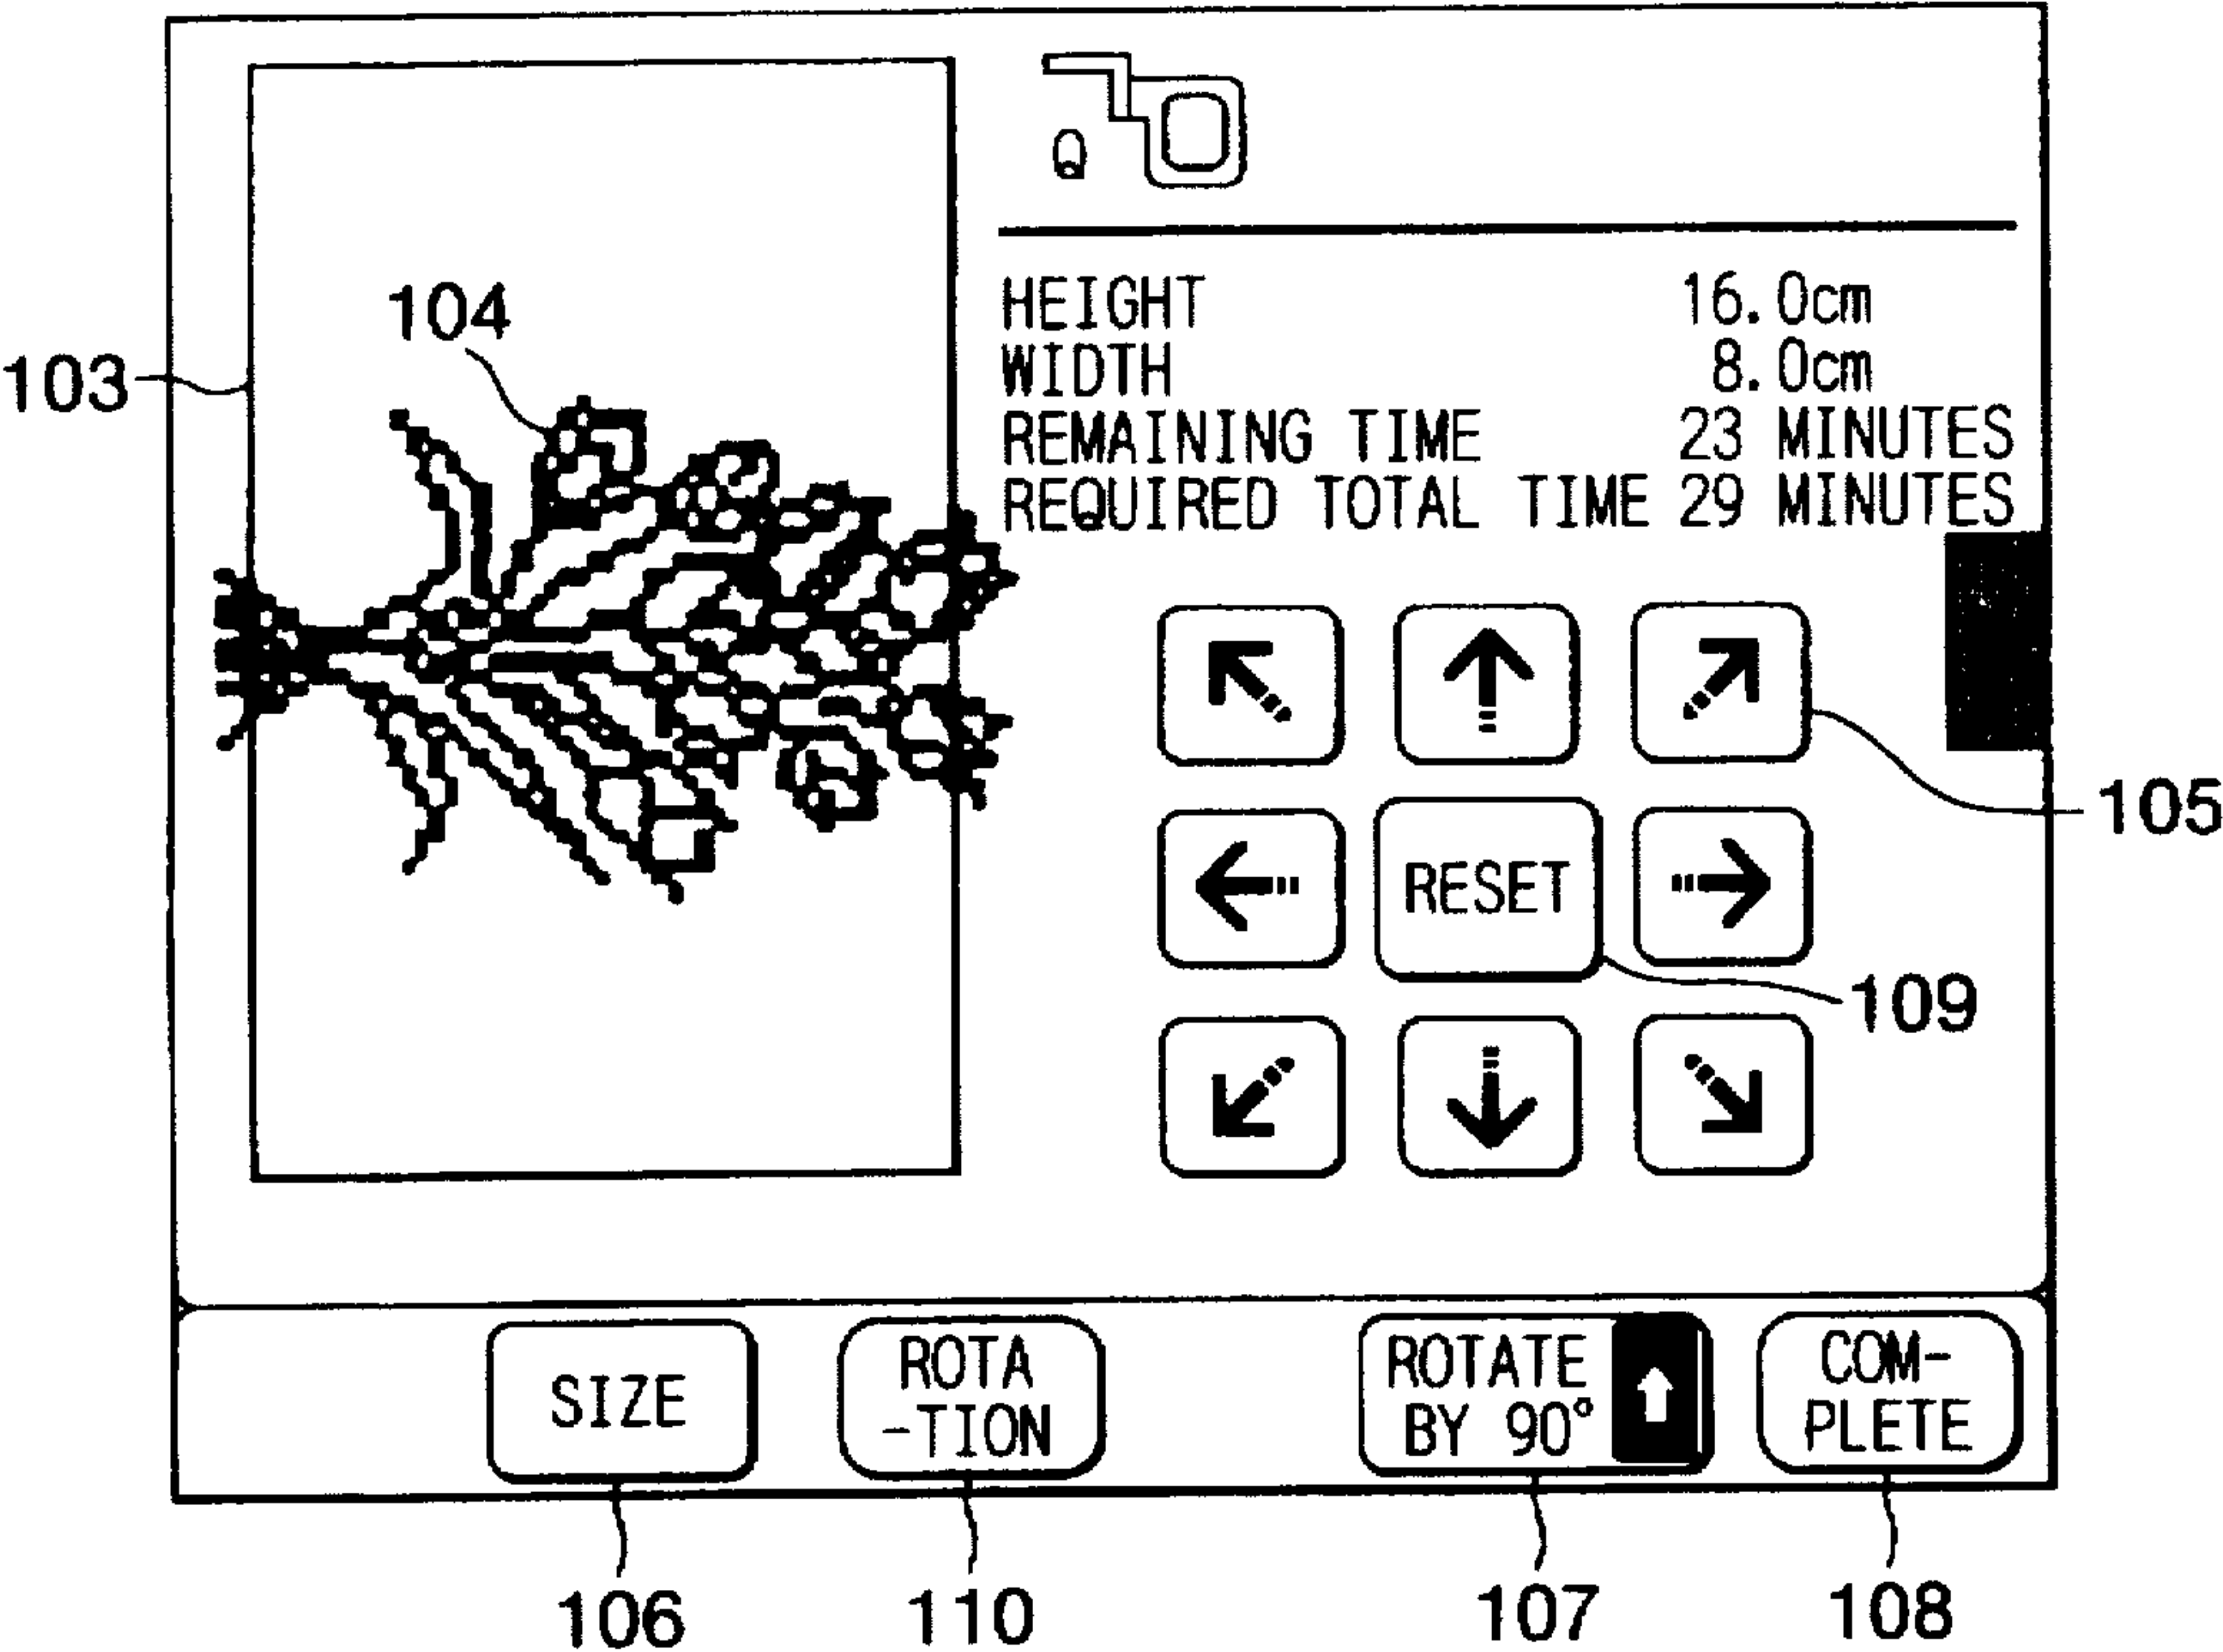 104
103
HEIGHT 16.0cm
WIDTH 8.0cm
REMAINING TIME 23 MINUTES
REQUIRED TOTAL TIME 29 MINUTES
105
RESET
109
SIZE
ROTA
-TION
ROTATE
BY 90°
COM-
PLETE
106
110
107
108